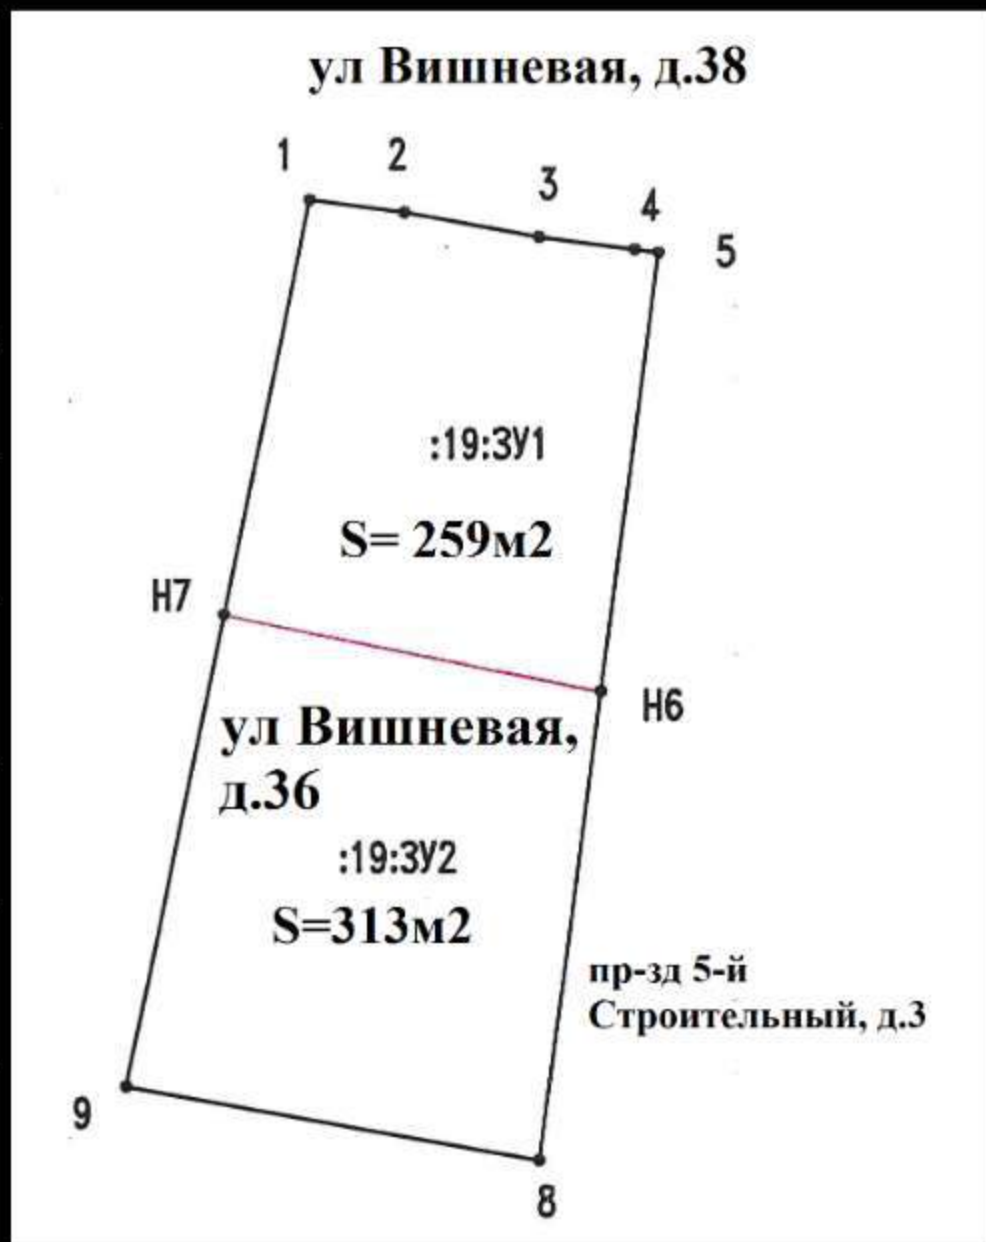 ул Вишневая, д.38
1
2
3
4
5
:19:ЗУ1
S= 259м2
Н7
Н6
ул Вишневая,
д.36
:19:ЗУ2
S=313м2
пр-зд 5-й
Строительный, д.3
9
8